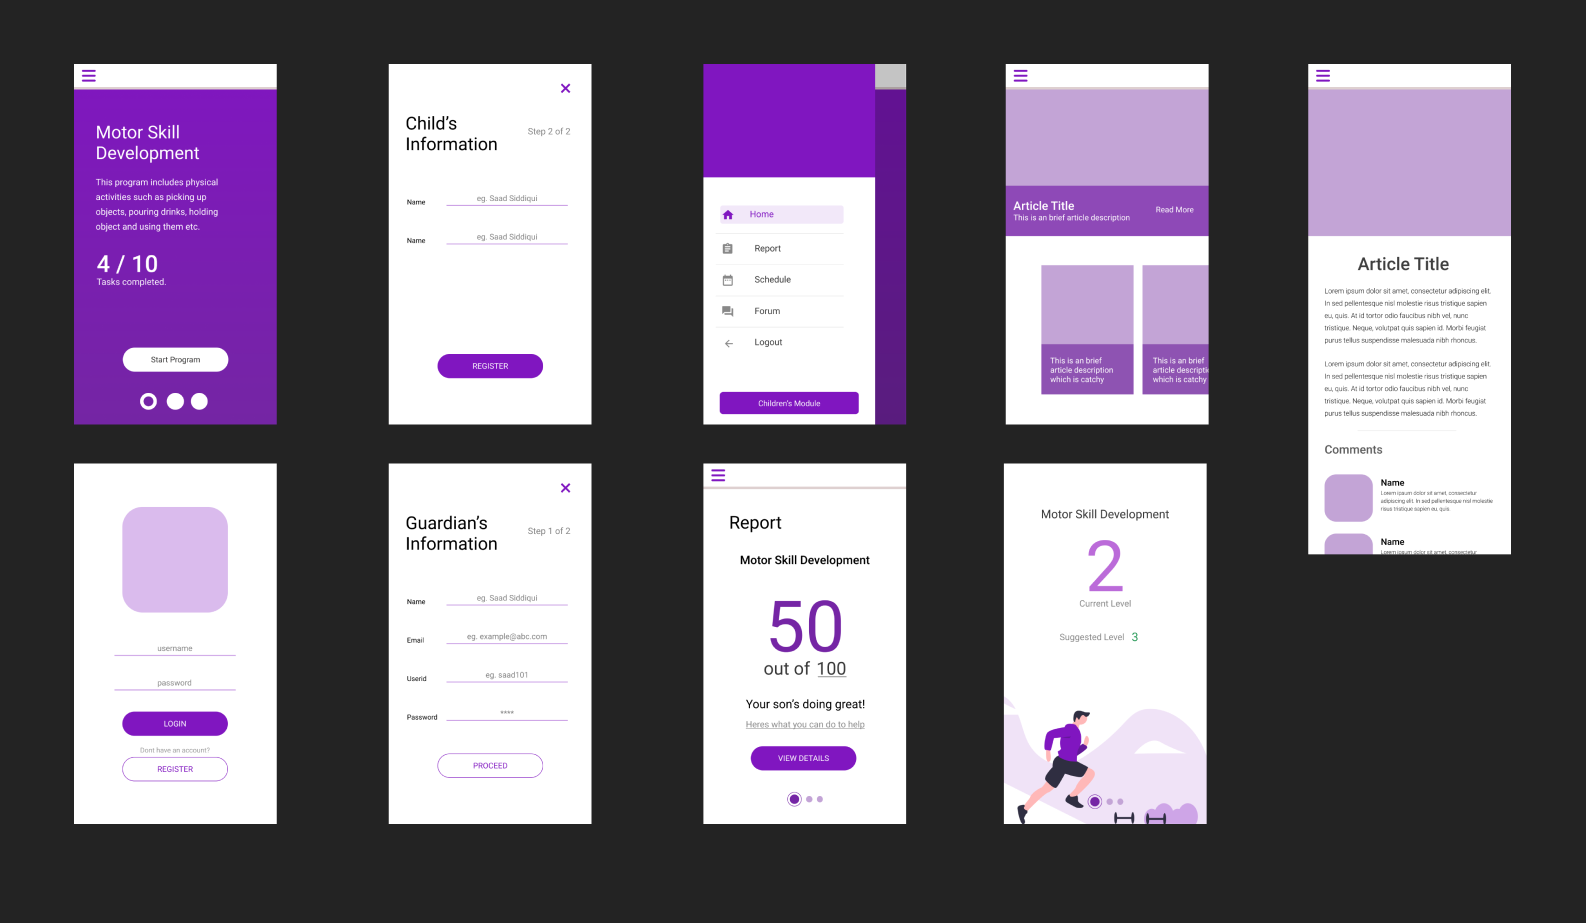 Motor Skill
Development
This program includes physical
activities such as picking up
objects, pouring drinks, holding
object and using them etc.
4 / 10
Tasks completed.
Start Program
Child's
Information
Step 2 of 2
Name
eg. Saad Siddiqui
Name
eg. Saad Siddiqui
REGISTER
Home
Report
Schedule
Forum
Logout
Children's Module
Article Title
This is an brief article description
Read More
This is an brief
article description
which is catchy
This is an brief
article descripti
which is catchy
Article Title
Lorem ipsum dolor sit amet, consectetur adipiscing elit.
In sed pellentesque nisl molestie risus tristique sapien
eu, quis. At id tortor odio faucibus nibh vel, nunc
tristique. Neque, volutpat quis sapien id. Morbi feugiat
purus tellus suspendisse malesuada nibh rhoncus.
Lorem ipsum dolor sit amet, consectetur adipiscing elit.
In sed pellentesque nisl molestie risus tristique sapien
eu, quis. At id tortor odio faucibus nibh vel, nunc
tristique. Neque, volutpat quis sapien id. Morbi feugiat
purus tellus suspendisse malesuada nibh rhoncus.
Comments
Name
Lorem ipsum dolor sit amet, consectetur
adipiscing elit. In sed pellentesque nisl molestie
risus tristique sapien eu, quis.
Name
Lorem ipsum dolor sit amet, consectetur
username
password
LOGIN
Dont have an account?
REGISTER
Guardian's
Information
Step 1 of 2
Name
eg. Saad Siddiqui
Email
eg. example@abc.com
Userid
eg. saad101
Password
****
PROCEED
Report
Motor Skill Development
50
out of 100
Your son's doing great!
Heres what you can do to help
VIEW DETAILS
Motor Skill Development
2
Current Level
Suggested Level 3